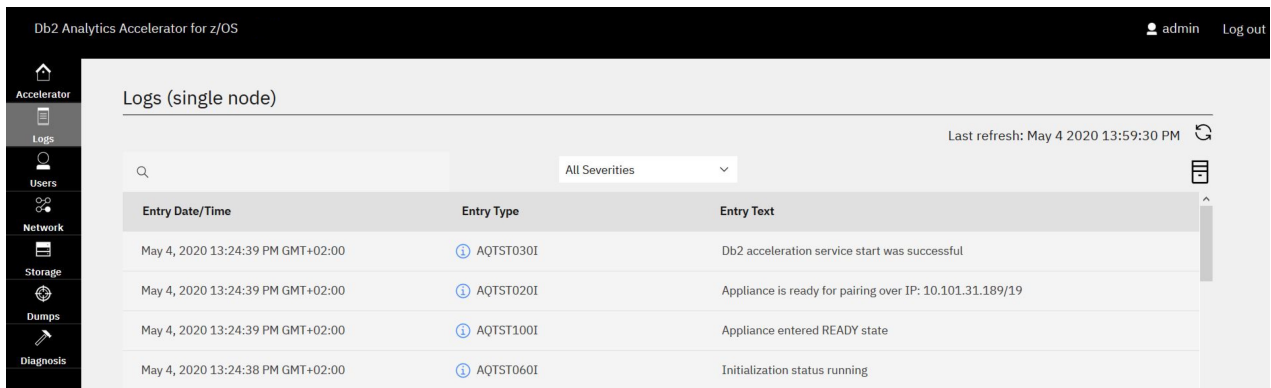 Db2 Analytics Accelerator for z/OS
admin Log out
Accelerator
Logs
Users
Network
Storage
Dumps
Diagnosis
Logs (single node)
Last refresh: May 4 2020 13:59:30 PM
All Severities
Entry Date/Time Entry Type Entry Text
May 4, 2020 13:24:39 PM GMT+02:00 AQTST030I Db2 acceleration service start was successful
May 4, 2020 13:24:39 PM GMT+02:00 AQTST020I Appliance is ready for pairing over IP: 10.101.31.189/19
May 4, 2020 13:24:39 PM GMT+02:00 AQTST100I Appliance entered READY state
May 4, 2020 13:24:38 PM GMT+02:00 AQTST060I Initialization status running